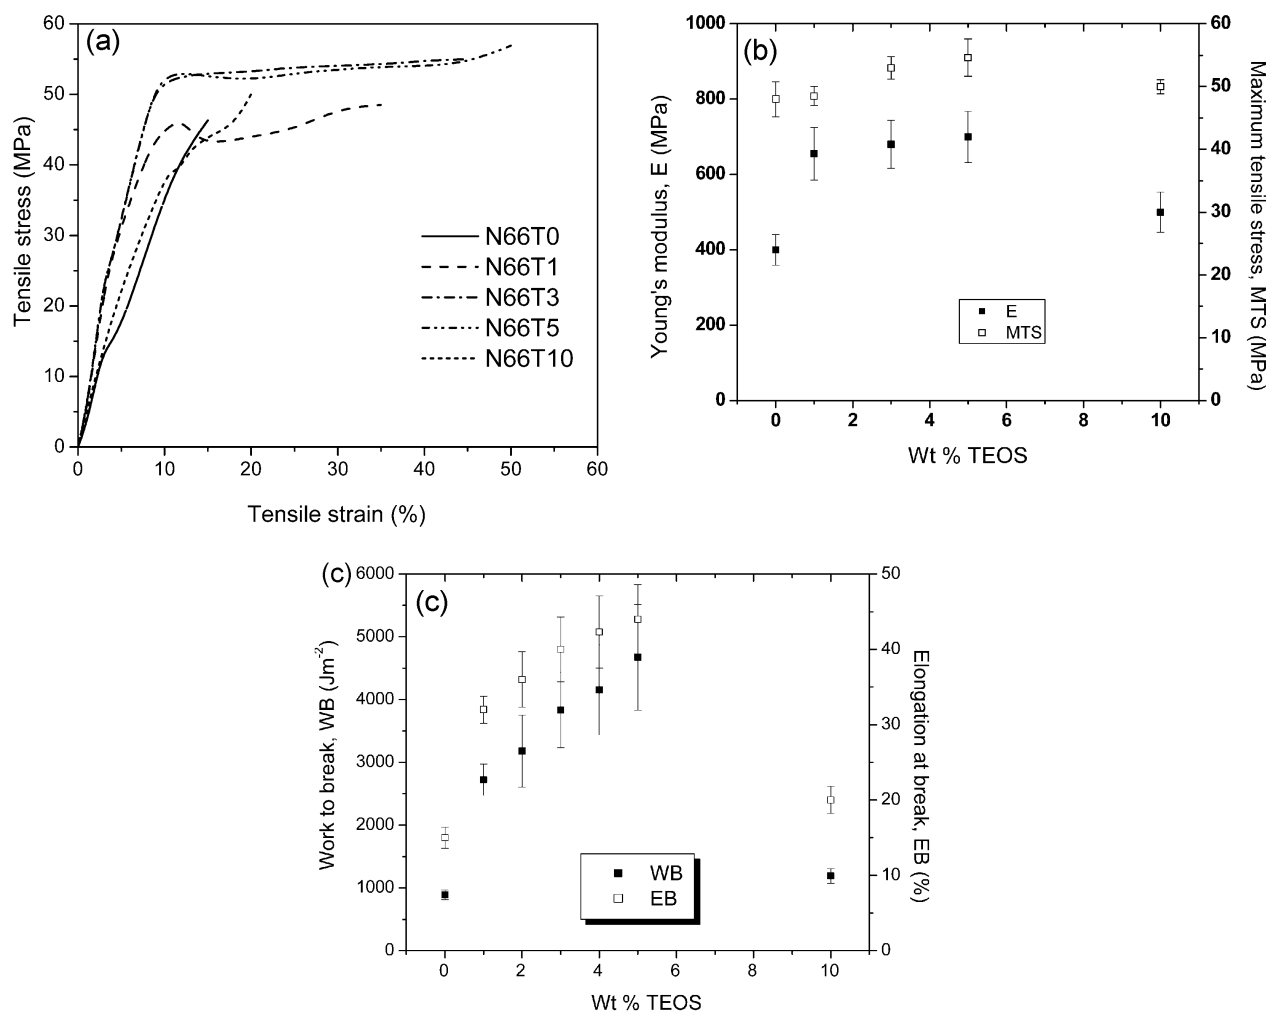 (a)
60
50
40
30
20
10
0
Tensile stress (MPa)
N66T0
N66T1
N66T3
N66T5
N66T10
0 10 20 30 40 50 60
Tensile strain (%)
(b)
1000
800
600
400
200
0
Young's modulus, E (MPa)
60
50
40
30
20
10
0
Maximum tensile stress, MTS (MPa)
E
MTS
0 2 4 6 8 10
Wt % TEOS
(c)
(c)
6000
5000
4000
3000
2000
1000
0
Work to break, WB (Jm⁻²)
50
40
30
20
10
0
Elongation at break, EB (%)
WB
EB
0 2 4 6 8 10
Wt % TEOS